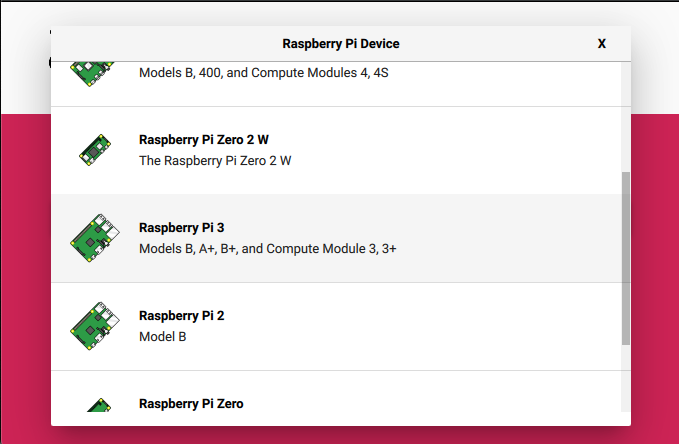 Raspberry Pi Device
X
Models B, 400, and Compute Modules 4, 4S
Raspberry Pi Zero 2 W
The Raspberry Pi Zero 2 W
Raspberry Pi 3
Models B, A+, B+, and Compute Module 3, 3+
Raspberry Pi 2
Model B
Raspberry Pi Zero